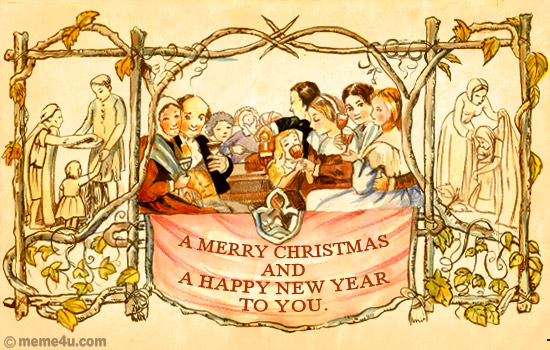 A MERRY CHRISTMAS
AND
A HAPPY NEW YEAR
TO YOU.
© meme4u.com